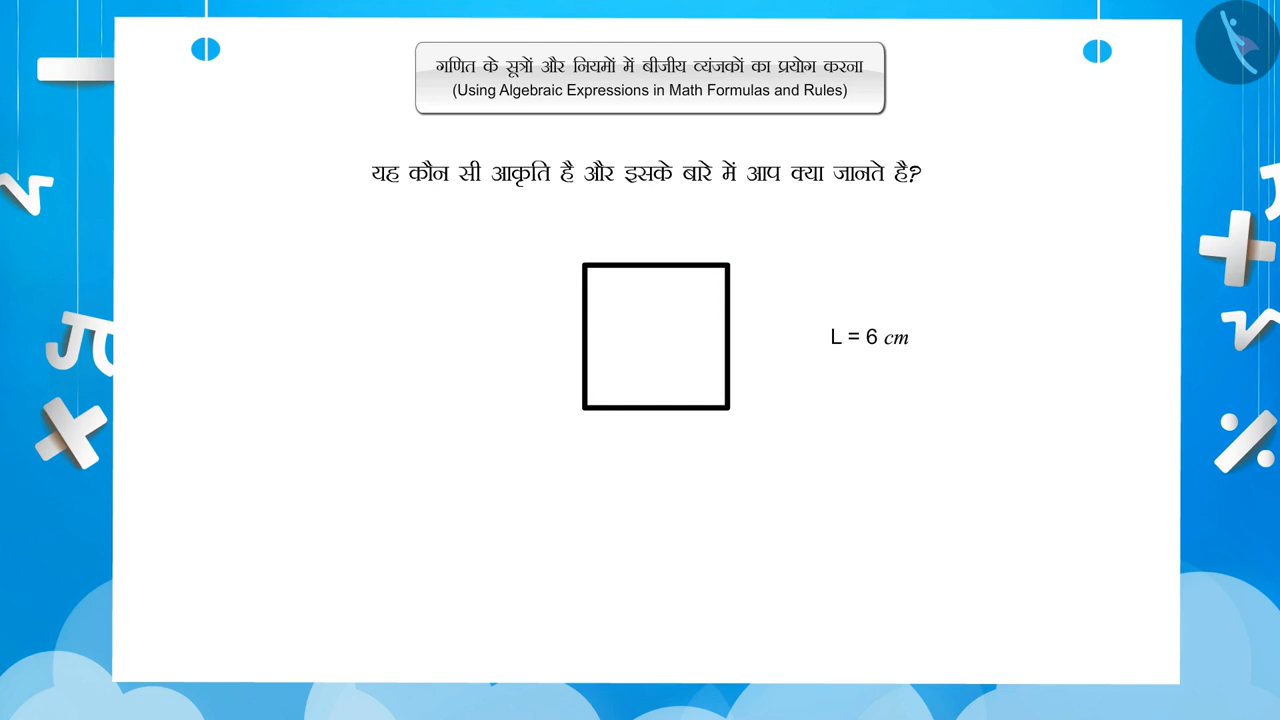 गणित के सूत्रों और नियमों में बीजीय व्यंजकों का प्रयोग करना
(Using Algebraic Expressions in Math Formulas and Rules)
यह कौन सी आकृति है और इसके बारे में आप क्या जानते है?
L = 6 cm